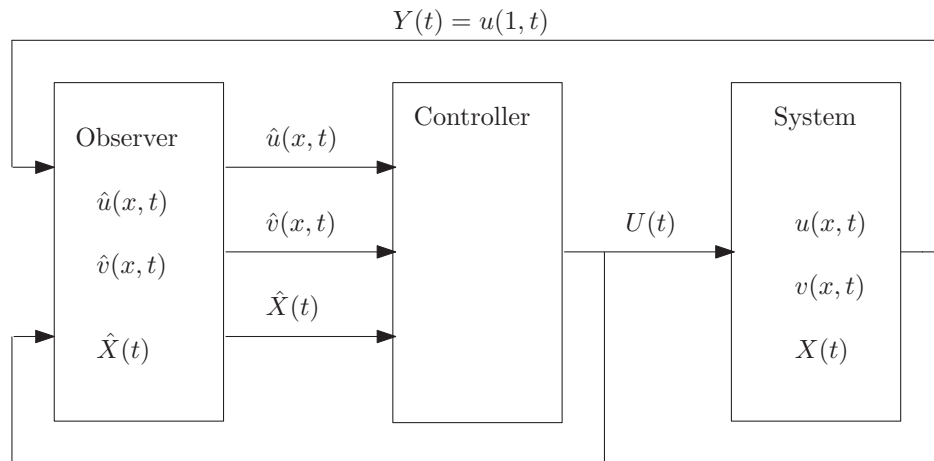 Y(t) = u(1, t)
Observer
û(x, t)
v̂(x, t)
X̂(t)
û(x, t)
v̂(x, t)
X̂(t)
Controller
U(t)
System
u(x, t)
v(x, t)
X(t)